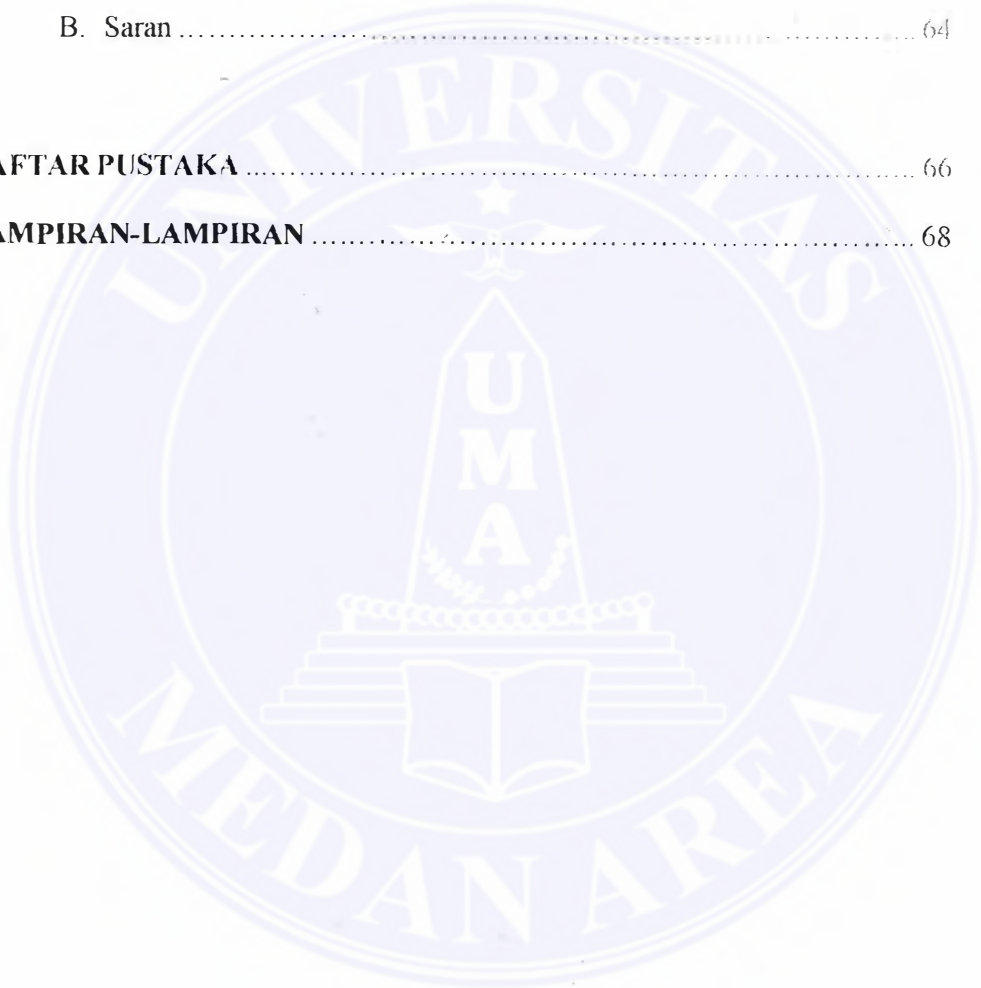 B. Saran ........................................................................ 64
AFTAR PUSTAKA ........................................................................ 66
AMPIRAN-LAMPIRAN ........................................................................ 68
UNIVERSITAS
U
M
A
MEDAN AREA